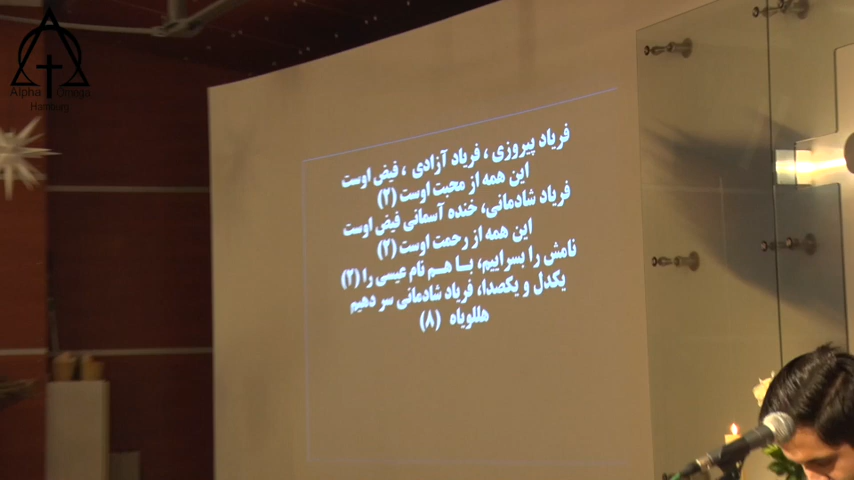 Alpha Omega
Hamburg
فریاد پیروزی ، فریاد آزادی ، فیض اوست
این همه از محبت اوست (۲)
فریاد شادمانی، خنده آسمانی فیض اوست
این همه از رحمت اوست (۲)
نامش را بسراییم، بـا هـم نام عیسی را (۲)
یکدل و یکصدا، فریاد شادمانی سر دهیم
هللویاه (۸)